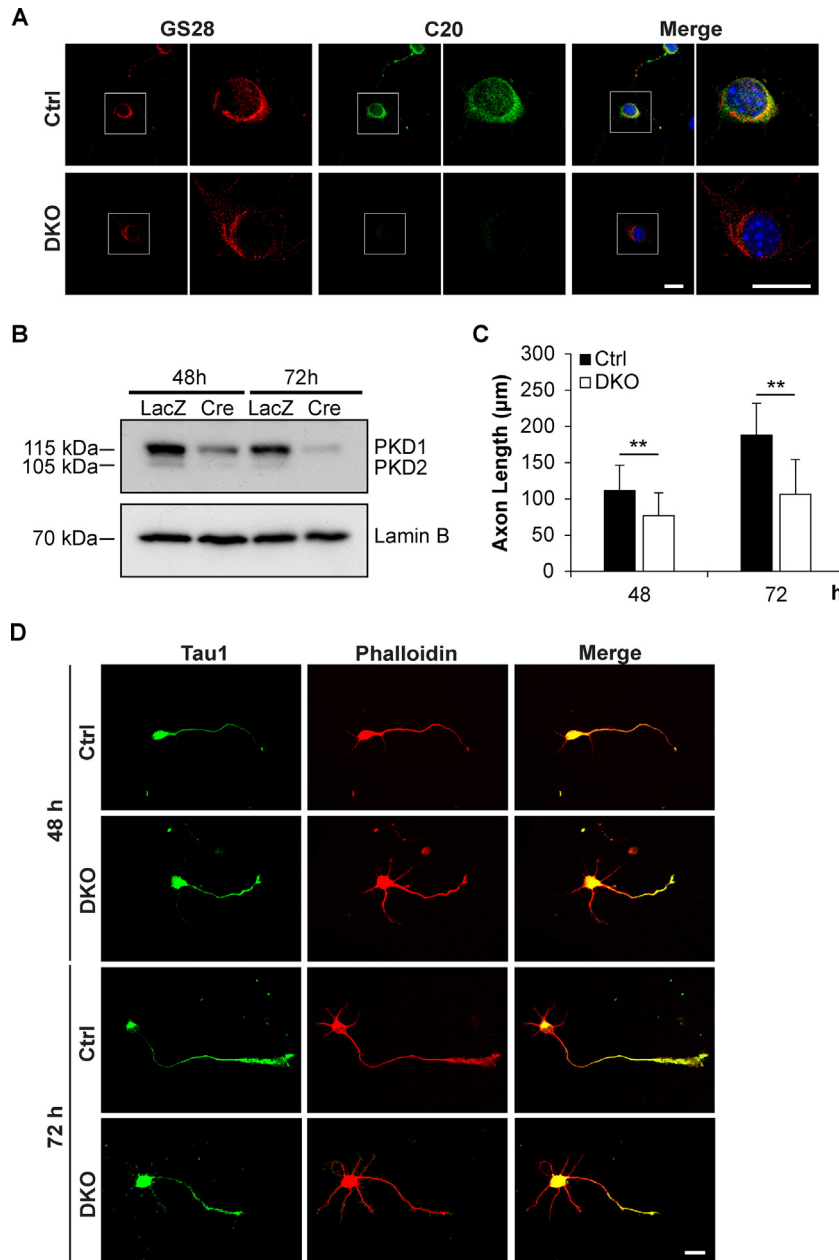 A
GS28 C20 Merge
Ctrl
DKO
B
48h 72h
LacZ Cre LacZ Cre
115 kDa PKD1
105 kDa PKD2
70 kDa Lamin B
C
Axon Length (µm)
300
250
200
150
100
50
0
Ctrl
DKO
**
**
48 72 h
D
Tau1 Phalloidin Merge
48 h
Ctrl
DKO
72 h
Ctrl
DKO